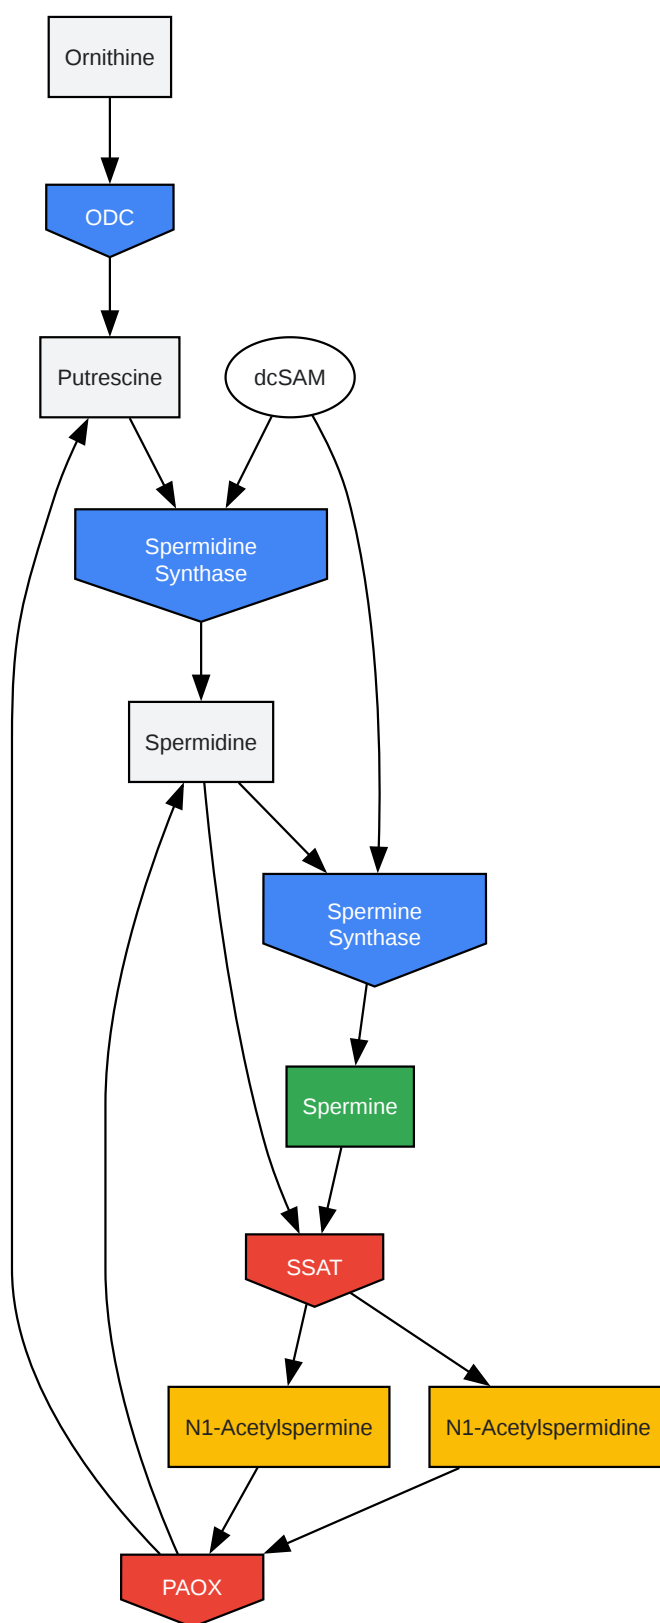 Ornithine
ODC
Putrescine
dcSAM
Spermidine
Synthase
Spermidine
Spermine
Synthase
Spermine
SSAT
N1-Acetylspermine
N1-Acetylspermidine
PAOX